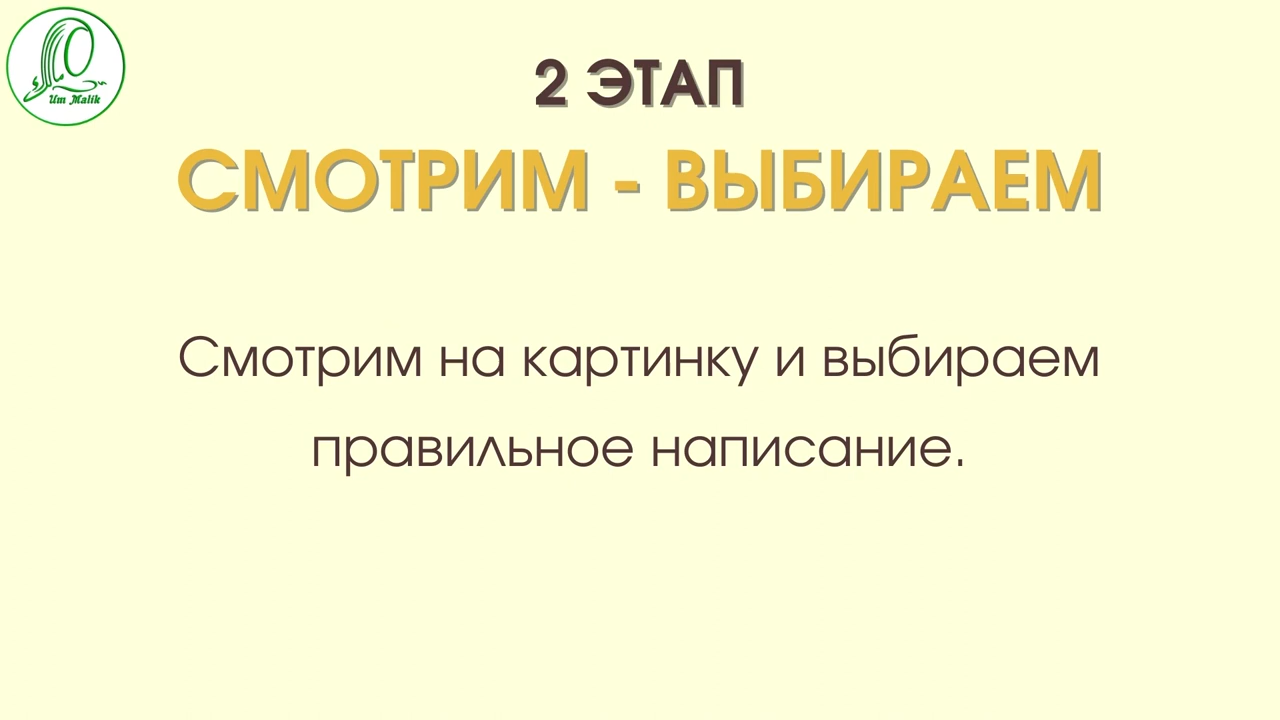 Um Malik
2 ЭТАП
СМОТРИМ - ВЫБИРАЕМ
Смотрим на картинку и выбираем
правильное написание.